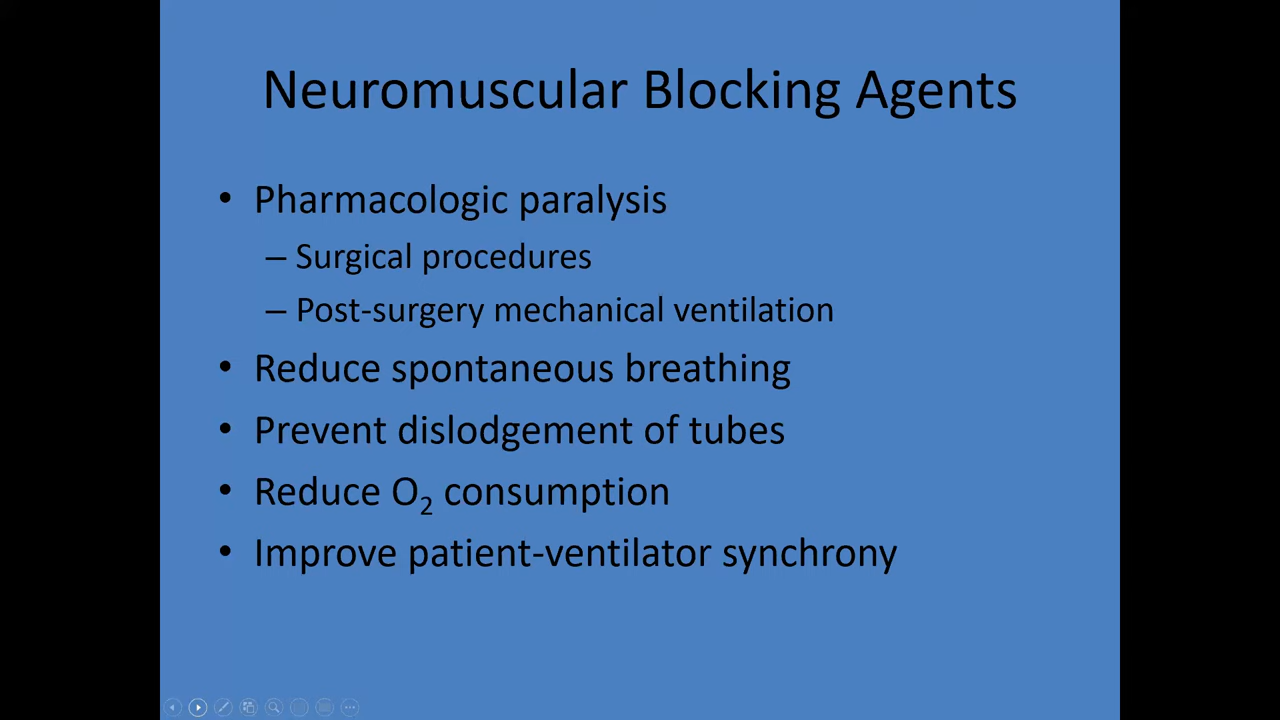 Neuromuscular Blocking Agents
• Pharmacologic paralysis
– Surgical procedures
– Post-surgery mechanical ventilation
• Reduce spontaneous breathing
• Prevent dislodgement of tubes
• Reduce O₂ consumption
• Improve patient-ventilator synchrony